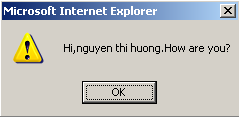 Microsoft Internet Explorer
Hi,nguyen thi huong.How are you?
OK